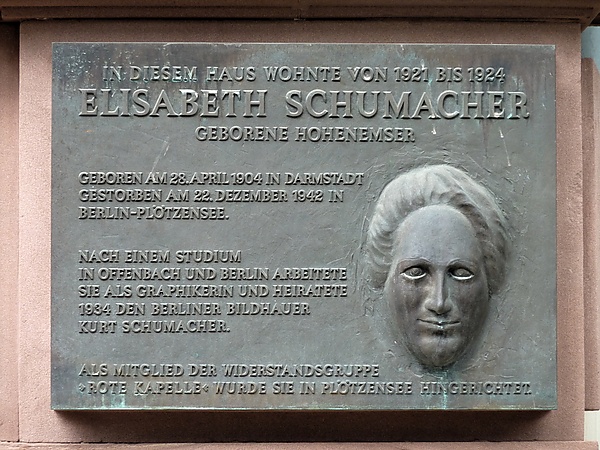 IN DIESEM HAUS WOHNTE VON 1921 BIS 1924
ELISABETH SCHUMACHER
GEBORENE HOHENEMSER
GEBOREN AM 28. APRIL 1904 IN DARMSTADT
GESTORBEN AM 22. DEZEMBER 1942 IN
BERLIN-PLÖTZENSEE.
NACH EINEM STUDIUM
IN OFFENBACH UND BERLIN ARBEITETE
SIE ALS GRAPHIKERIN UND HEIRATETE
1934 DEN BERLINER BILDHAUER
KURT SCHUMACHER.
ALS MITGLIED DER WIDERSTANDSGRUPPE
»ROTE KAPELLE« WURDE SIE IN PLÖTZENSEE HINGERICHTET.